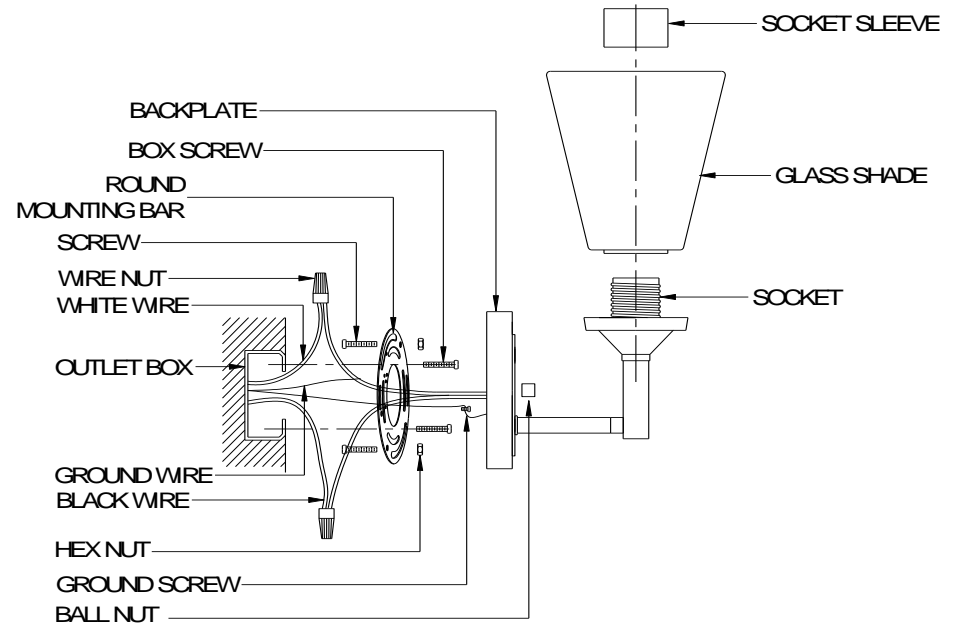 SOCKET SLEEVE
BACKPLATE
BOX SCREW
GLASS SHADE
ROUND
MOUNTING BAR
SCREW
WIRE NUT
WHITE WIRE
SOCKET
OUTLET BOX
GROUND WIRE
BLACK WIRE
HEX NUT
GROUND SCREW
BALL NUT